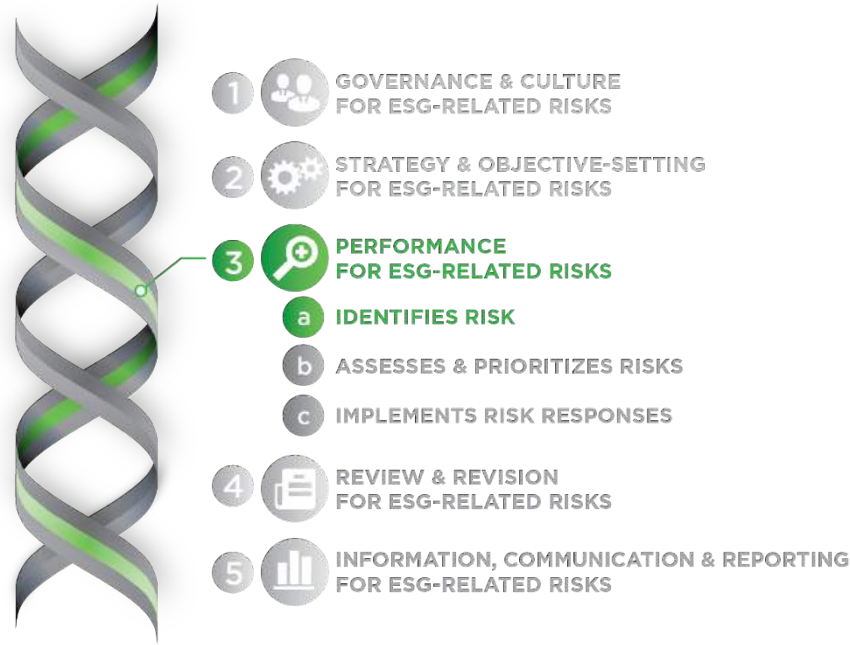 1 GOVERNANCE & CULTURE
FOR ESG-RELATED RISKS
2 STRATEGY & OBJECTIVE-SETTING
FOR ESG-RELATED RISKS
3 PERFORMANCE
FOR ESG-RELATED RISKS
a IDENTIFIES RISK
b ASSESSES & PRIORITIZES RISKS
c IMPLEMENTS RISK RESPONSES
4 REVIEW & REVISION
FOR ESG-RELATED RISKS
5 INFORMATION, COMMUNICATION & REPORTING
FOR ESG-RELATED RISKS